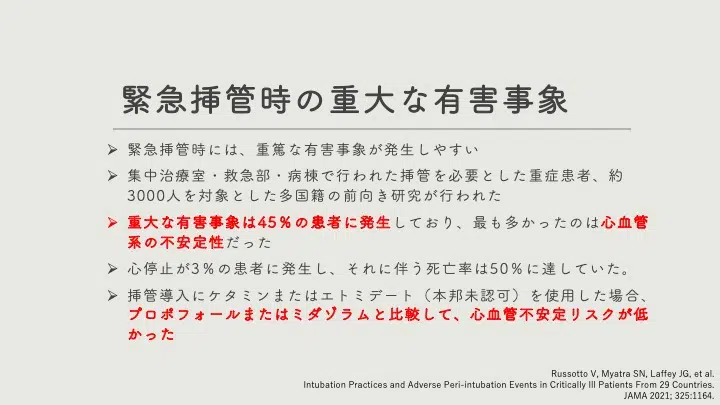 緊急挿管時の重大な有害事象
➢ 緊急挿管時には、重篤な有害事象が発生しやすい
➢ 集中治療室・救急部・病棟で行われた挿管を必要とした重症患者、約
3000人を対象とした多国籍の前向き研究が行われた
➢ 重大な有害事象は45%の患者に発生しており、最も多かったのは心血管
系の不安定性だった
➢ 心停止が3%の患者に発生し、それに伴う死亡率は50%に達していた。
➢ 挿管導入にケタミンまたはエトミデート（本邦未認可）を使用した場合、
プロポフォールまたはミダゾラムと比較して、心血管不安定リスクが低
かった
Russotto V, Myatra SN, Laffey JG, et al.
Intubation Practices and Adverse Peri-intubation Events in Critically Ill Patients From 29 Countries.
JAMA 2021; 325:1164.